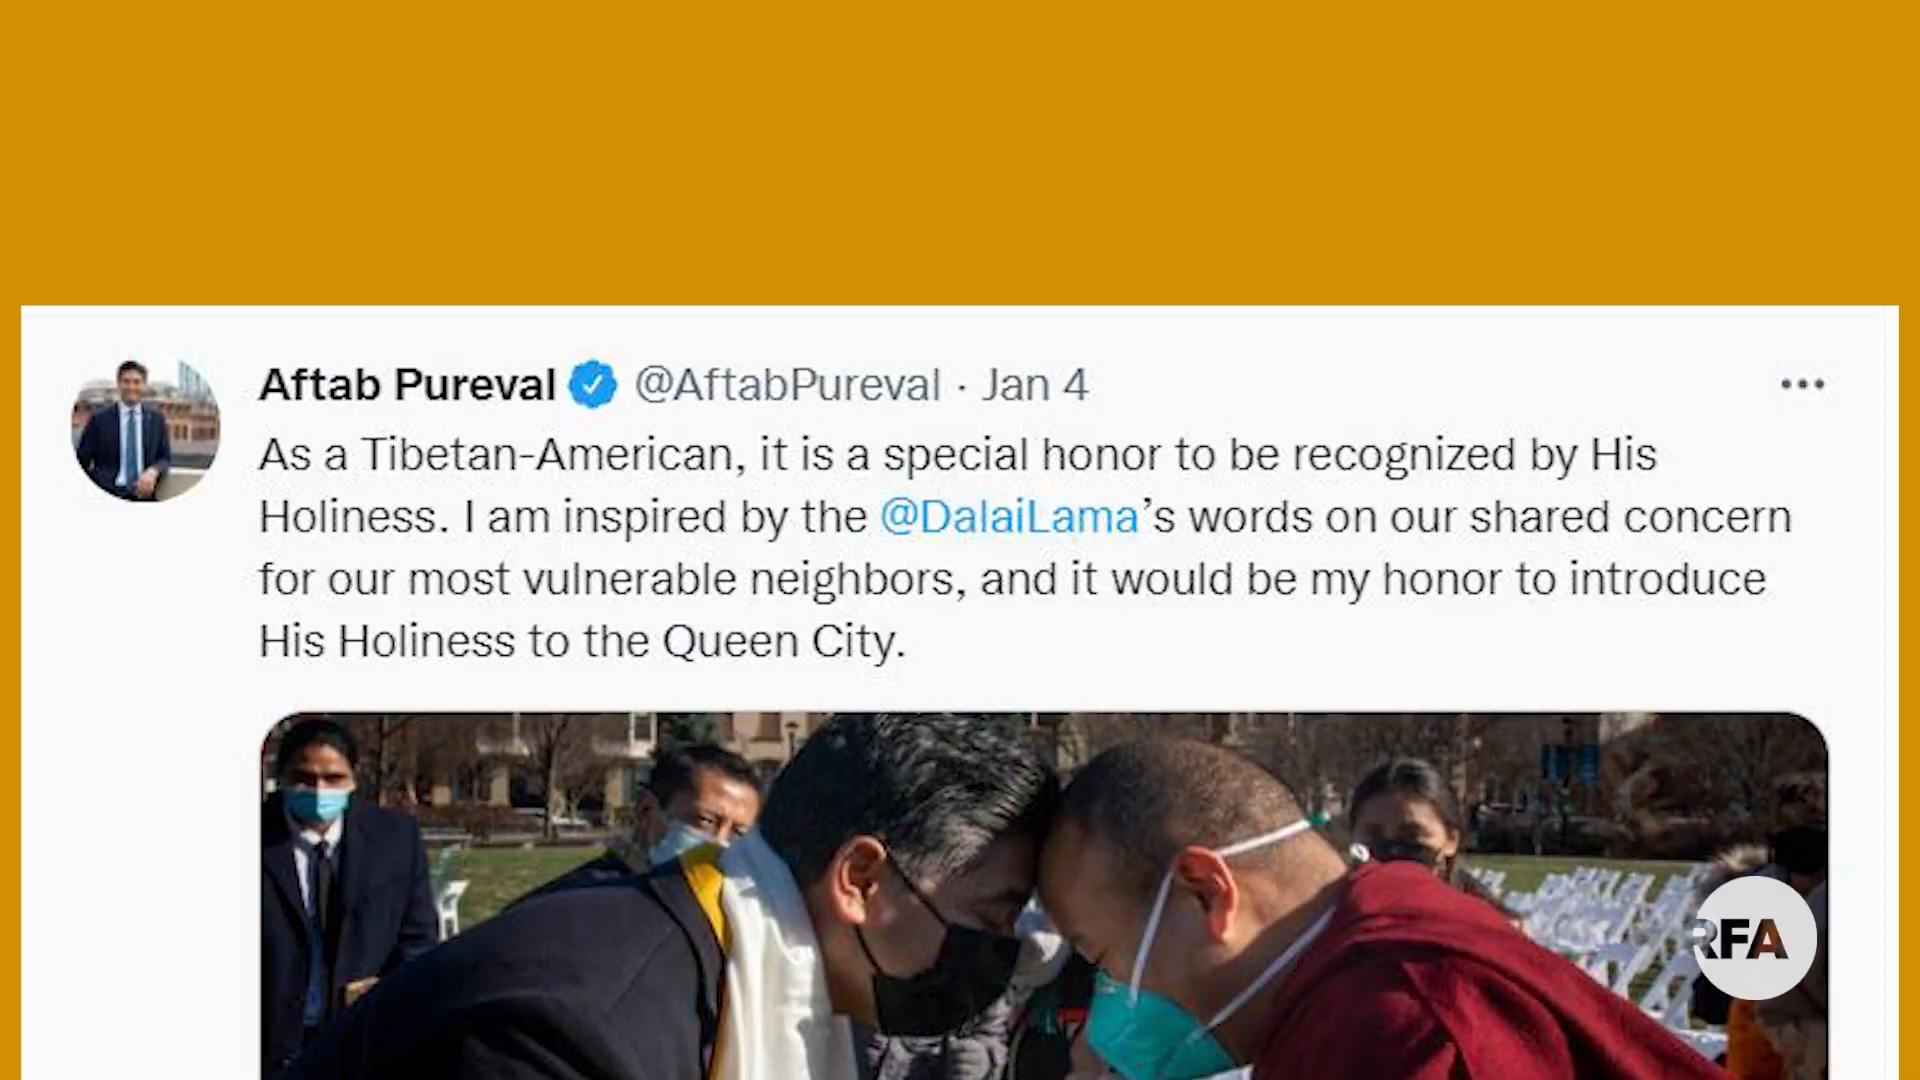 Aftab Pureval @AftabPureval · Jan 4
As a Tibetan-American, it is a special honor to be recognized by His
Holiness. I am inspired by the @DalaiLama’s words on our shared concern
for our most vulnerable neighbors, and it would be my honor to introduce
His Holiness to the Queen City.
RFA